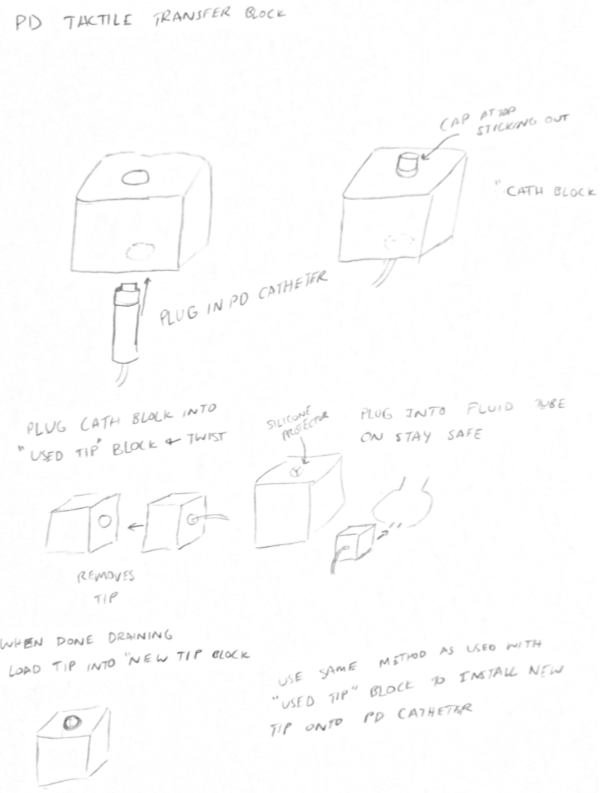 PD TACTILE TRANSFER BLOCK
CAP AT TOP
STICKING OUT
"CATH BLOCK
PLUG IN PD CATHETER
PLUG CATH BLOCK INTO
"USED TIP" BLOCK & TWIST
SILICONE
PROTECTOR
PLUG INTO FLUID TUBE
ON STAY SAFE
REMOVES
TIP
WHEN DONE DRAINING
LOAD TIP INTO "NEW TIP BLOCK
USE SAME METHOD AS USED WITH
"USED TIP" BLOCK TO INSTALL NEW
TIP ONTO PD CATHETER